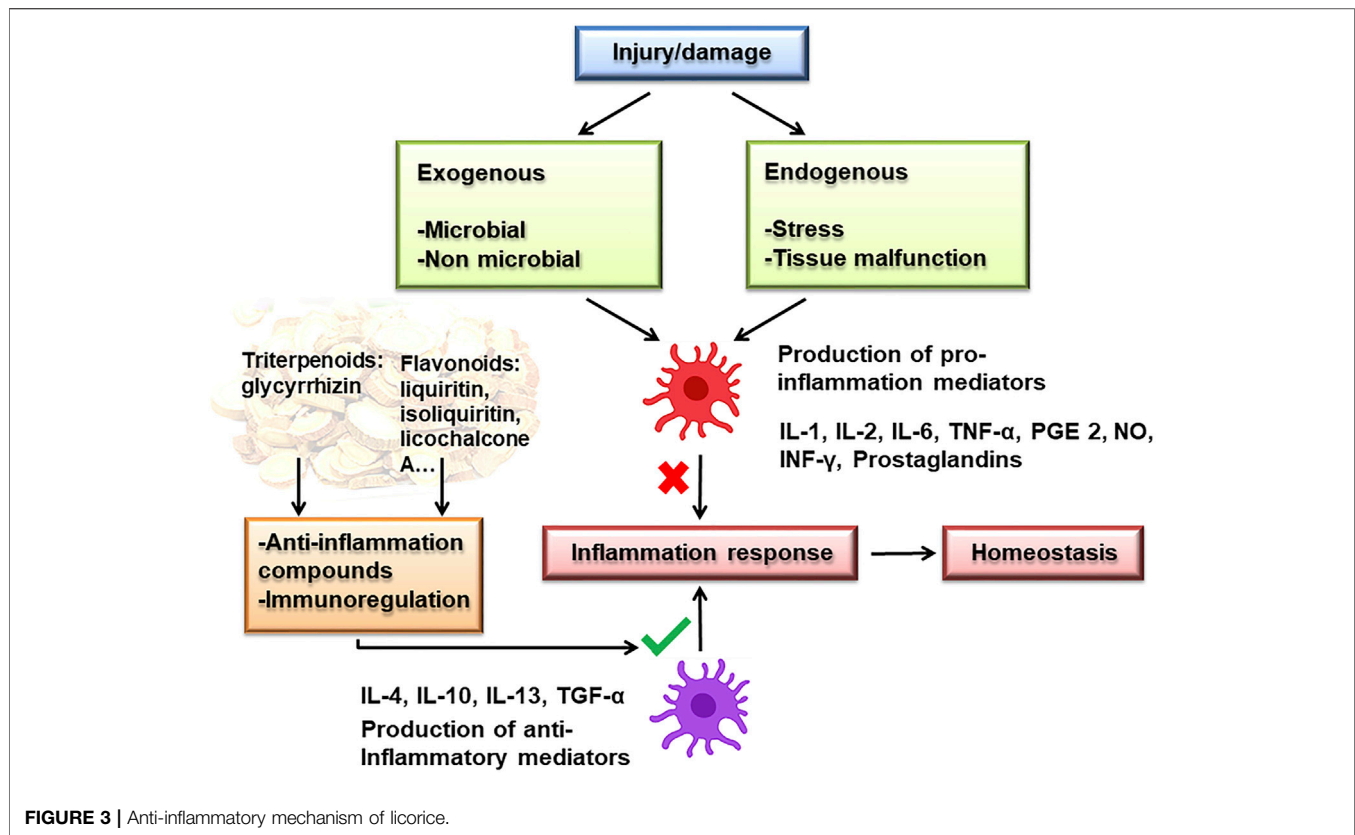 Injury/damage
Exogenous
-Microbial
-Non microbial
Endogenous
-Stress
-Tissue malfunction
Triterpenoids:
glycyrrhizin
Flavonoids:
liquiritin,
isoliquiritin,
licochalcone
A...
Production of pro-
inflammation mediators
IL-1, IL-2, IL-6, TNF-α, PGE 2, NO,
INF-γ, Prostaglandins
-Anti-inflammation
compounds
-Immunoregulation
Inflammation response
Homeostasis
IL-4, IL-10, IL-13, TGF-α
Production of anti-
Inflammatory mediators
FIGURE 3 | Anti-inflammatory mechanism of licorice.